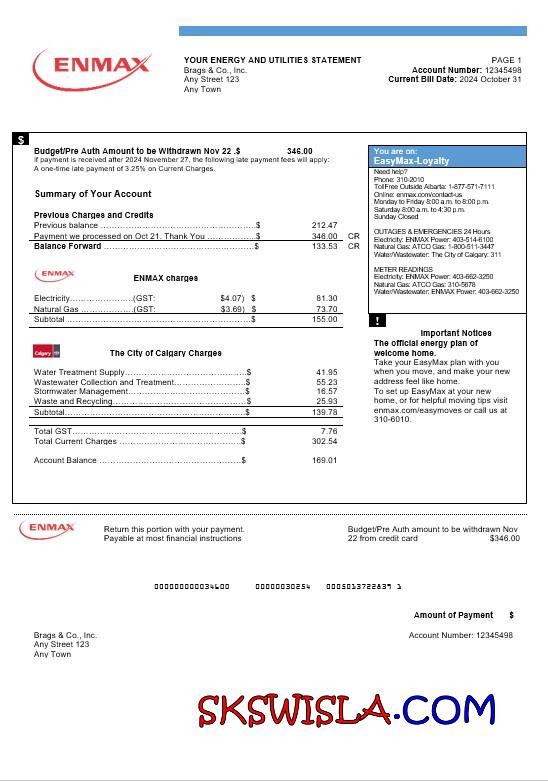 ENMAX
YOUR ENERGY AND UTILITIES STATEMENT
Brags & Co., Inc.
Any Street 123
Any Town
PAGE 1
Account Number: 12345498
Current Bill Date: 2024 October 31
$
Budget/Pre Auth Amount to be Withdrawn Nov 22 .$ 346.00
If payment is received after 2024 November 27, the following late payment fees will apply:
A one-time late payment of 3.25% on Current Charges.
Summary of Your Account
Previous Charges and Credits
Previous balance ..................$ 212.47
Payment we processed on Oct 21. Thank You ..................$ 346.00 CR
Balance Forward ..................$ 133.53 CR
ENMAX
ENMAX charges
Electricity..................(GST: $4.07) $ 81.30
Natural Gas ..................(GST: $3.69) $ 73.70
Subtotal ..................$ 155.00
Calgary
The City of Calgary Charges
Water Treatment Supply..................$ 41.95
Wastewater Collection and Treatment..................$ 55.23
Stormwater Management..................$ 16.57
Waste and Recycling..................$ 25.93
Subtotal..................$ 139.78
Total GST..................$ 7.76
Total Current Charges ..................$ 302.54
Account Balance ..................$ 169.01
You are on:
EasyMax-Loyalty
Need help?
Phone: 310-2010
TollFree Outside Albarta: 1-877-571-7111
Online: enmax.com/contact-us
Monday to Friday 8:00 a.m. to 8:00 p.m.
Saturday 8:00 a.m. to 4:30 p.m.
Sunday Closed
OUTAGES & EMERGENCIES 24 Hours
Electricity: ENMAX Power: 403-514-6100
Natural Gas: ATCO Gas: 1-800-511-3447
Water/Wastewater: The City of Calgary: 311
METER READINGS
Electricity: ENMAX Power: 403-662-3250
Natural Gas: ATCO Gas: 310-5678
Water/Wastewater: ENMAX Power: 403-662-3250
!
Important Notices
The official energy plan of
welcome home.
Take your EasyMax plan with you
when you move, and make your new
address feel like home.
To set up EasyMax at your new
home, or for helpful moving tips visit
enmax.com/easymoves or call us at
310-6010.
ENMAX
Return this portion with your payment.
Payable at most financial instructions
Budget/Pre Auth amount to be withdrawn Nov
22 from credit card $346.00
000000000034600 00000030254 0005013722839 1
Amount of Payment $
Brags & Co., Inc.
Any Street 123
Any Town
Account Number: 12345498
SKSWISLA.COM